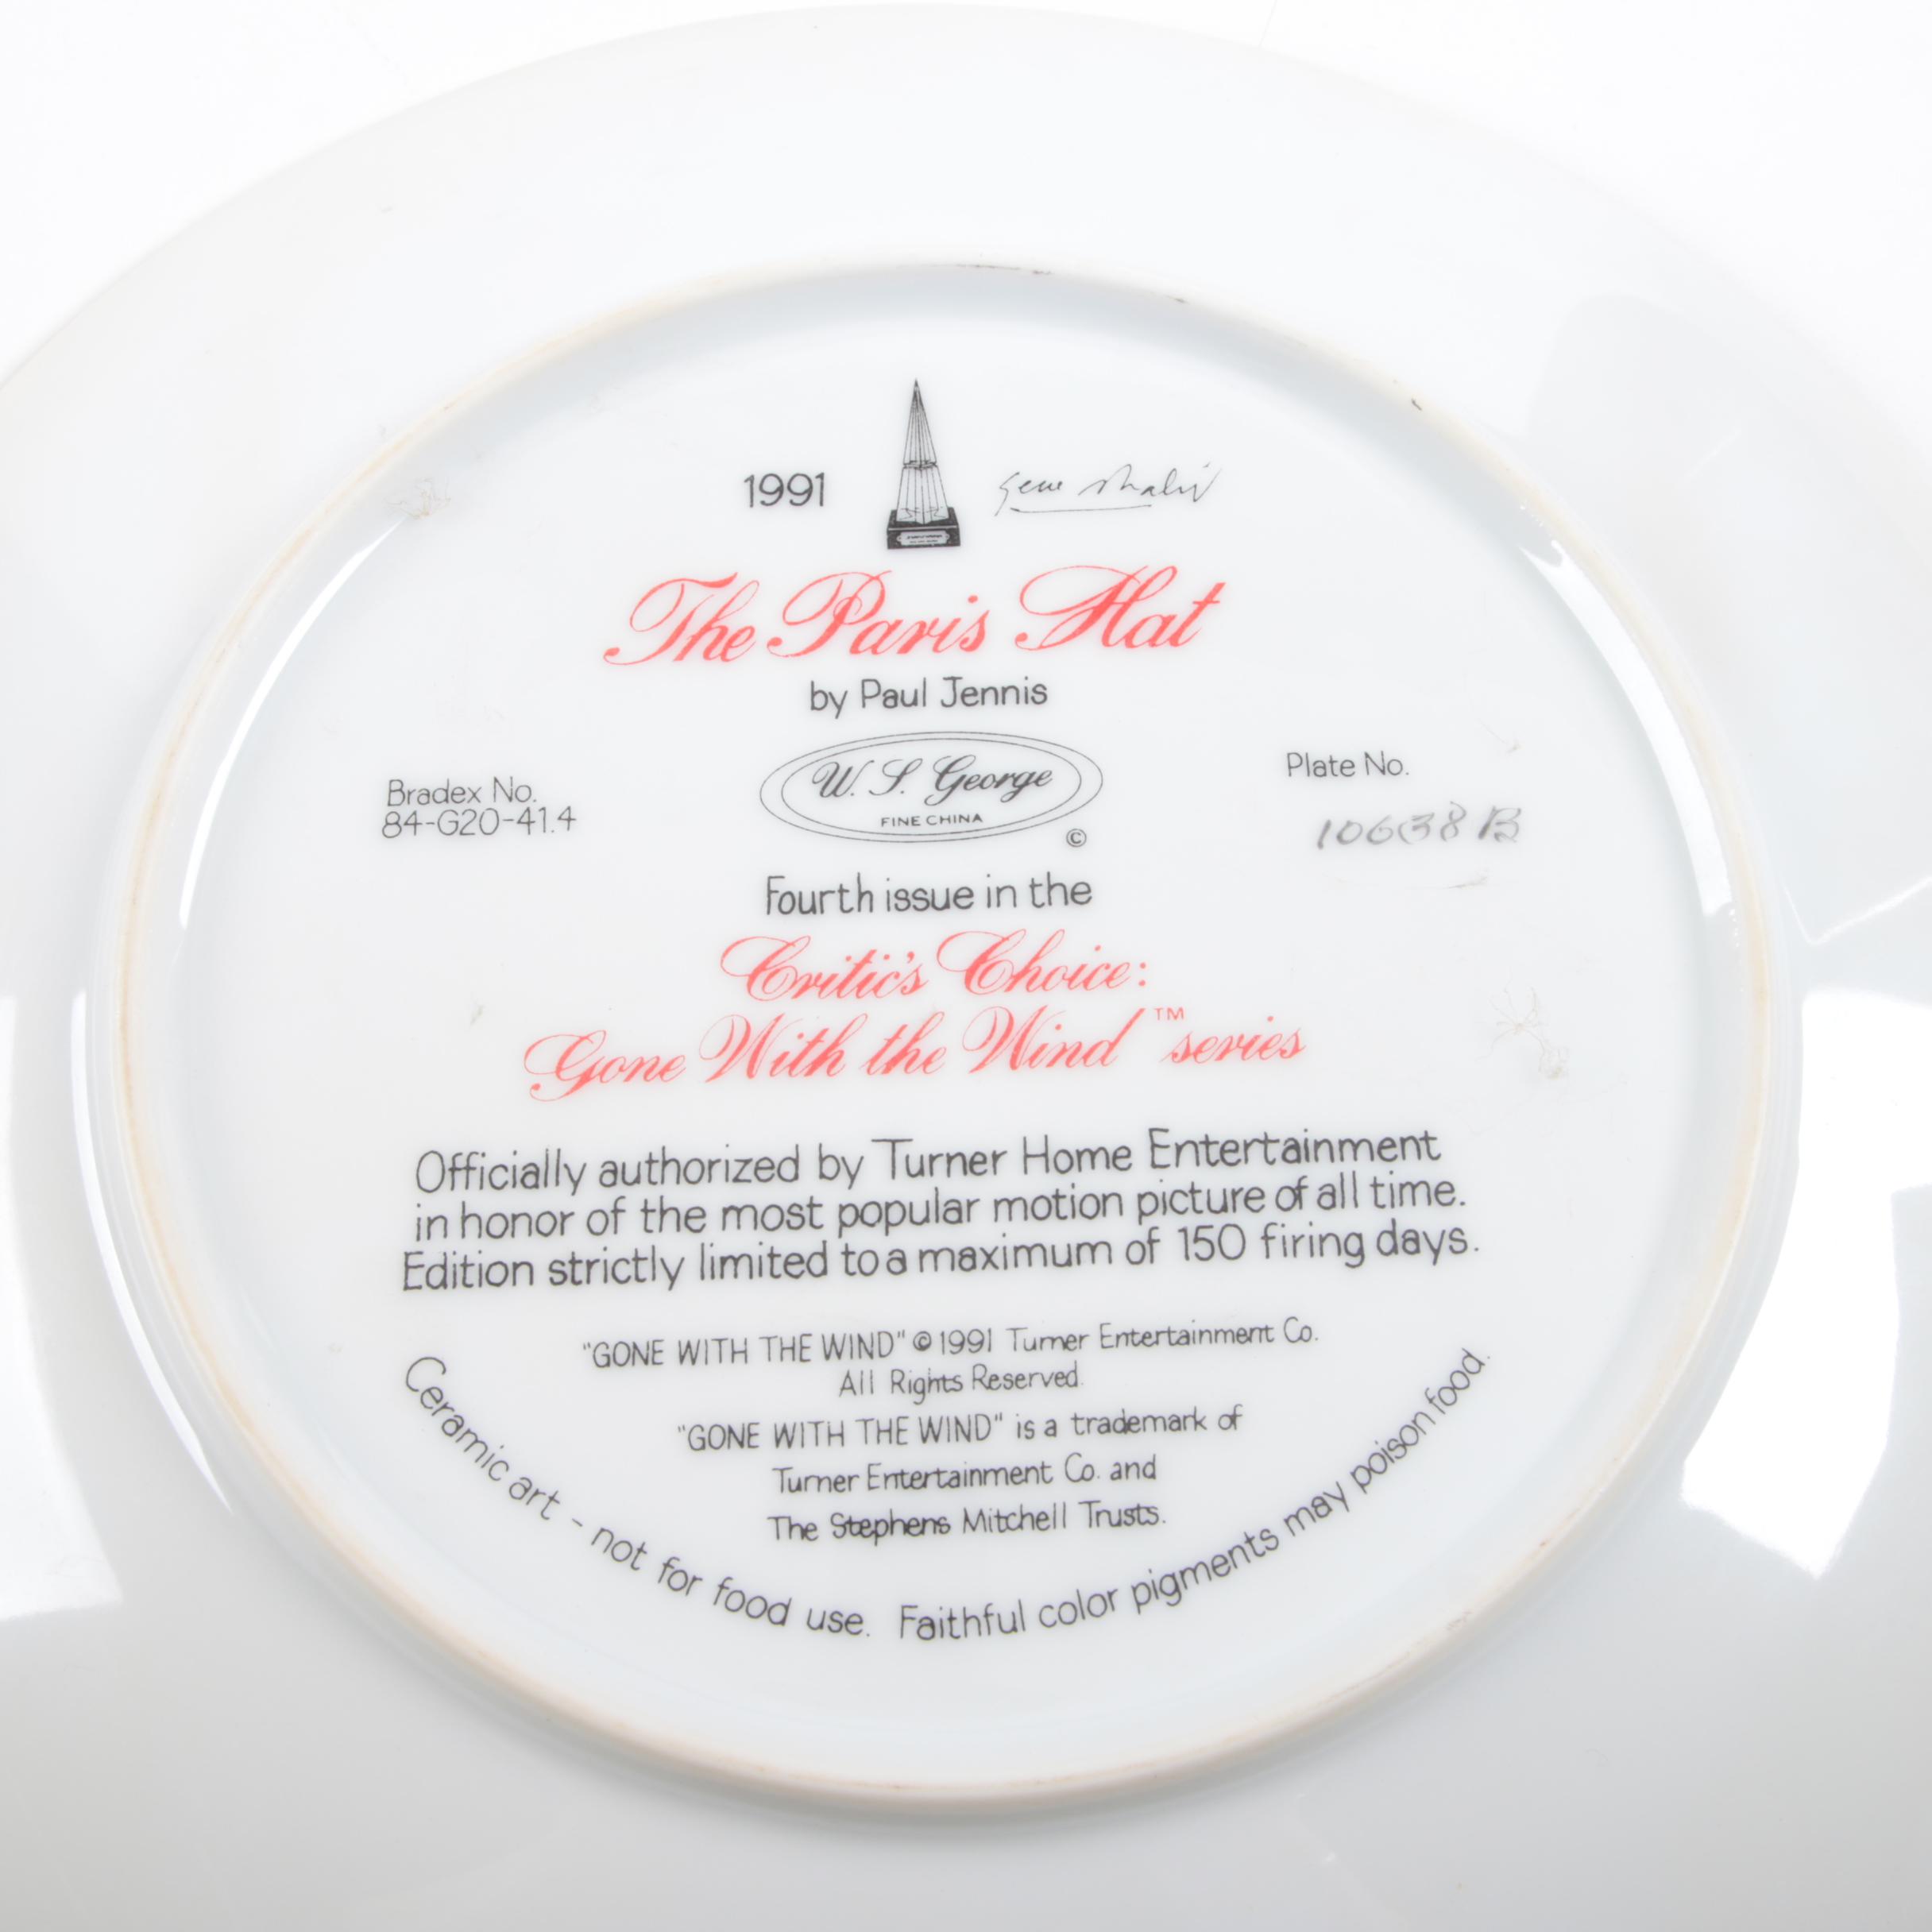 1991
Gene Shalit
The Paris Hat
by Paul Jennis
W. S. George
FINE CHINA
©
Bradex No.
84-G20-41.4
Plate No.
10638B
Fourth issue in the
Critic's Choice:
Gone With the Wind™ series
Officially authorized by Turner Home Entertainment
in honor of the most popular motion picture of all time.
Edition strictly limited to a maximum of 150 firing days.
"GONE WITH THE WIND" © 1991 Turner Entertainment Co.
All Rights Reserved.
"GONE WITH THE WIND" is a trademark of
Turner Entertainment Co. and
The Stephens Mitchell Trusts.
Ceramic art - not for food use. Faithful color pigments may poison food.